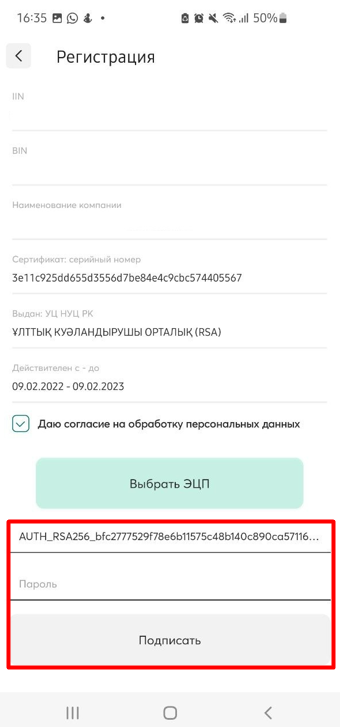 16:35 50%
Регистрация
IIN
BIN
Наименование компании
Сертификат: серийный номер
3e11c925dd655d3556d7be84e4c9cbc574405567
Выдан: УЦ НУЦ РК
ҰЛТТЫҚ КУӘЛАНДЫРУШЫ ОРТАЛЫҚ (RSA)
Действителен с - до
09.02.2022 - 09.02.2023
Даю согласие на обработку персональных данных
Выбрать ЭЦП
AUTH_RSA256_bfc2777529f78e6b11575c48b140c890ca57116...
Пароль
Подписать